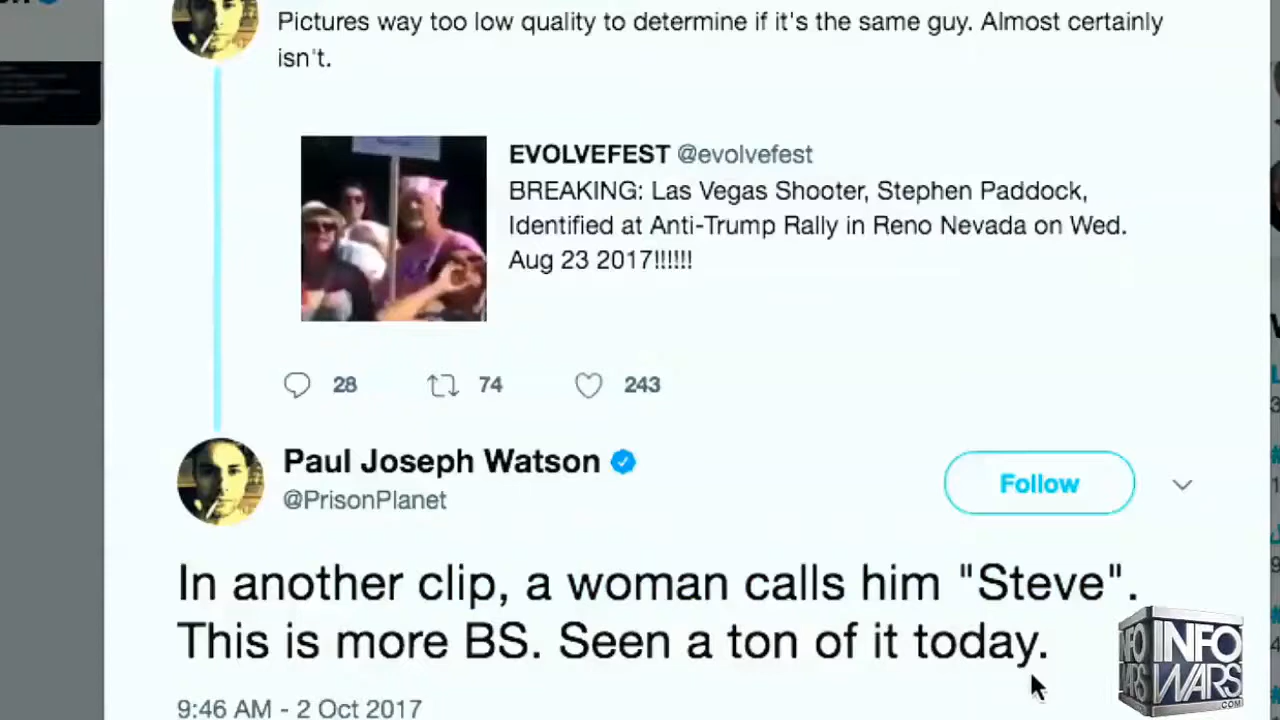 Pictures way too low quality to determine if it's the same guy. Almost certainly
isn't.
EVOLVEFEST @evolvefest
BREAKING: Las Vegas Shooter, Stephen Paddock,
Identified at Anti-Trump Rally in Reno Nevada on Wed.
Aug 23 2017!!!!!!
28 74 243
Paul Joseph Watson
@PrisonPlanet
Follow
In another clip, a woman calls him "Steve".
This is more BS. Seen a ton of it today.
9:46 AM - 2 Oct 2017
INFO
WARS
.COM